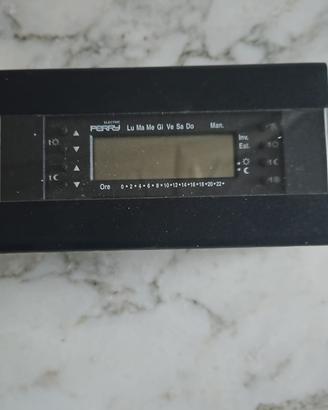 ELECTRIC
PERRY Lu Ma Me Gi Ve Sa Do Man.
Inv.
Est.
Ore 0 • 2 • 4 • 6 • 8 • 10 • 12 • 14 • 16 • 18 • 20 • 22 •